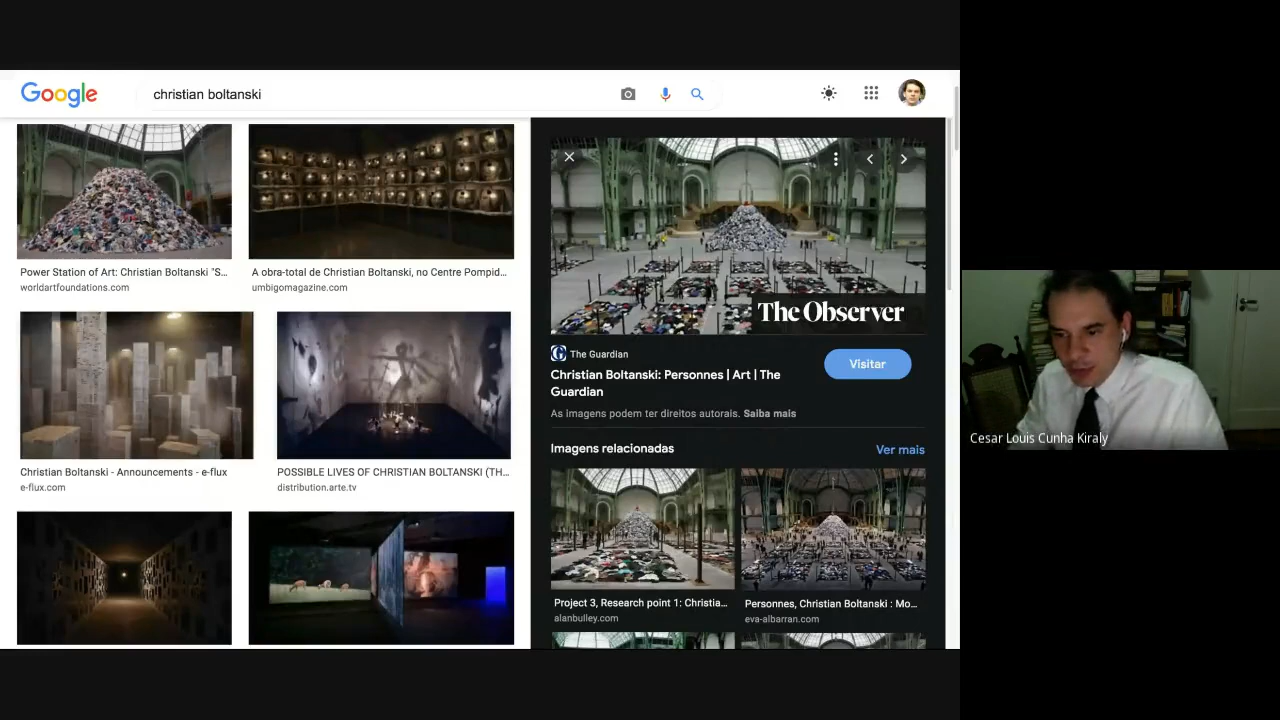 Google
christian boltanski
Power Station of Art: Christian Boltanski "S...
worldartfoundations.com
A obra-total de Christian Boltanski, no Centre Pompid...
umbigomagazine.com
Christian Boltanski - Announcements - e-flux
e-flux.com
POSSIBLE LIVES OF CHRISTIAN BOLTANSKI (TH...
distribution.arte.tv
The Observer
The Guardian
Christian Boltanski: Personnes | Art | The
Guardian
Visitar
As imagens podem ter direitos autorais. Saiba mais
Imagens relacionadas
Ver mais
Project 3, Research point 1: Christia...
alanbulley.com
Personnes, Christian Boltanski : Mo...
eva-albarran.com
Cesar Louis Cunha Kiraly